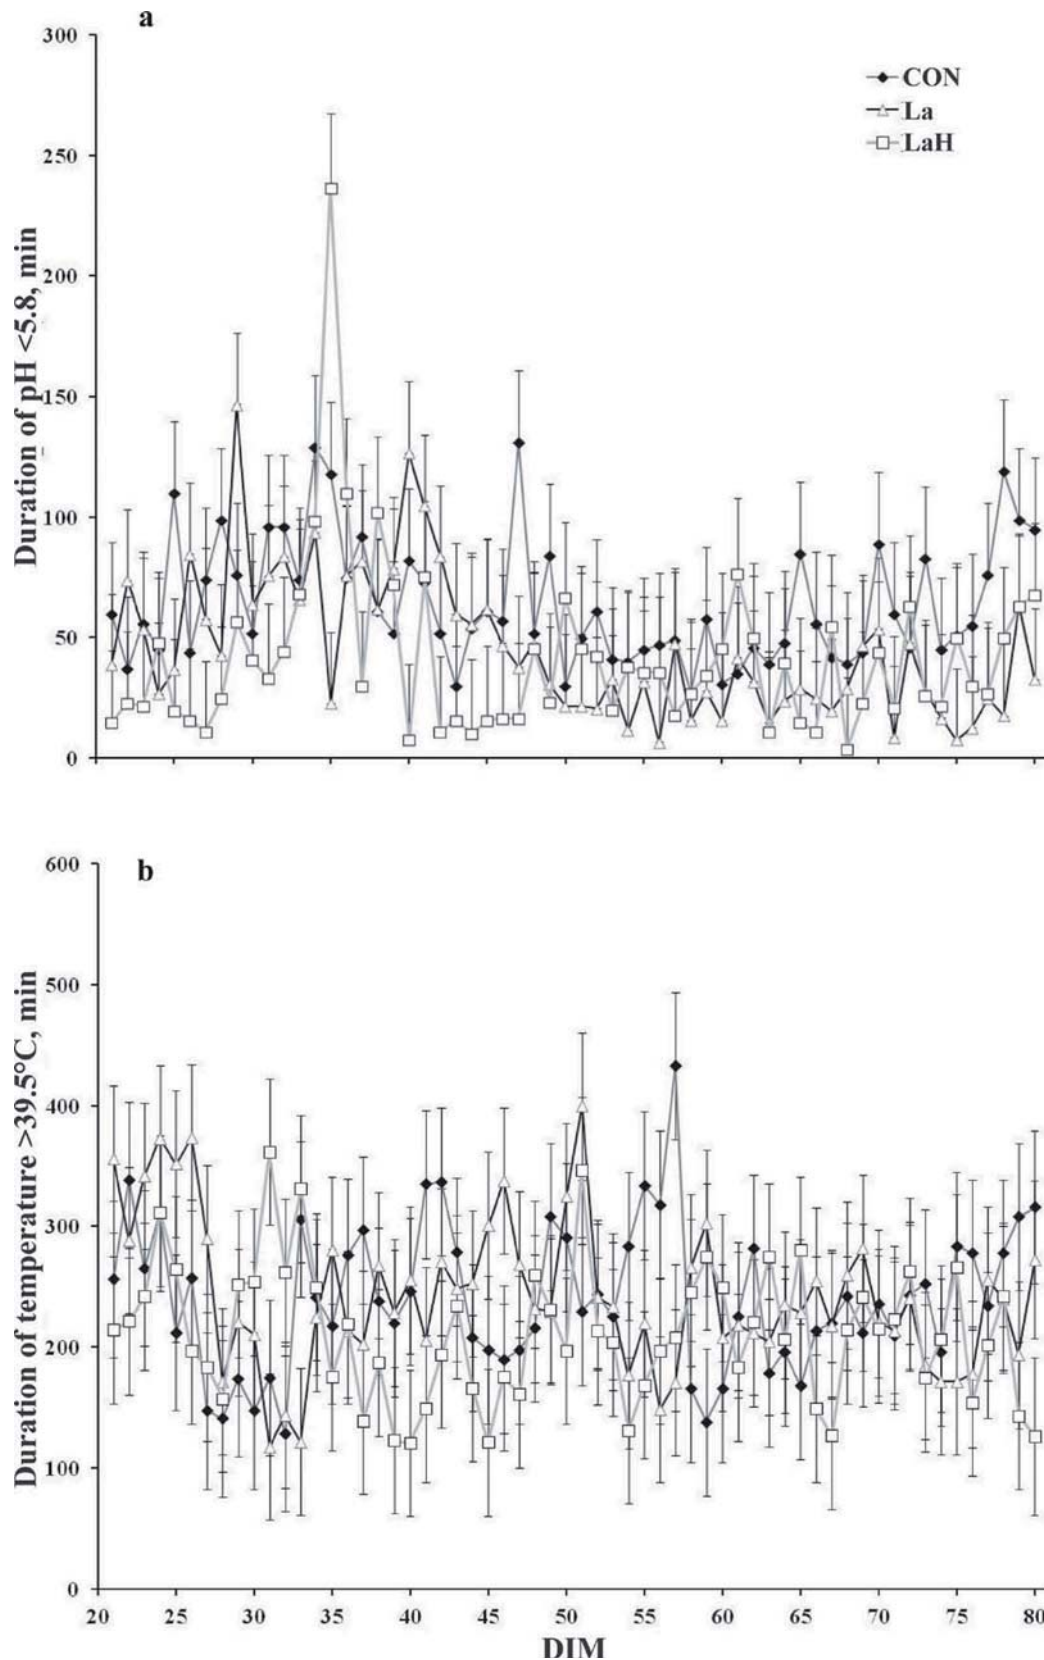 a
300
250
200
150
100
50
0
Duration of pH <5.8, min
CON
La
LaH
b
600
500
400
300
200
100
0
Duration of temperature >39.5°C, min
20 25 30 35 40 45 50 55 60 65 70 75 80
DIM